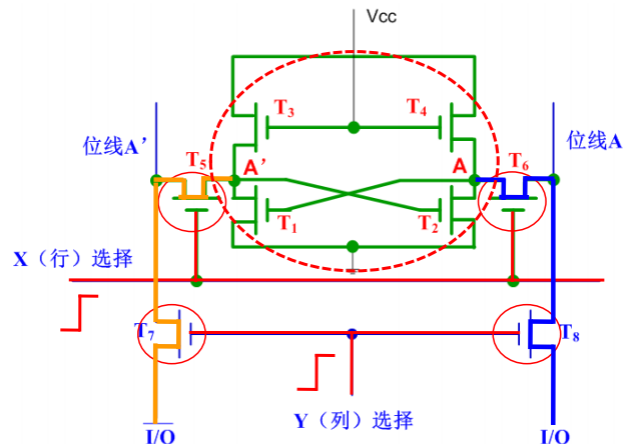 Vcc
T3 T4
位线A’ 位线A
T5 A’ A T6
T1 T2
X（行）选择
T7 T8
Y（列）选择
I/O I/O